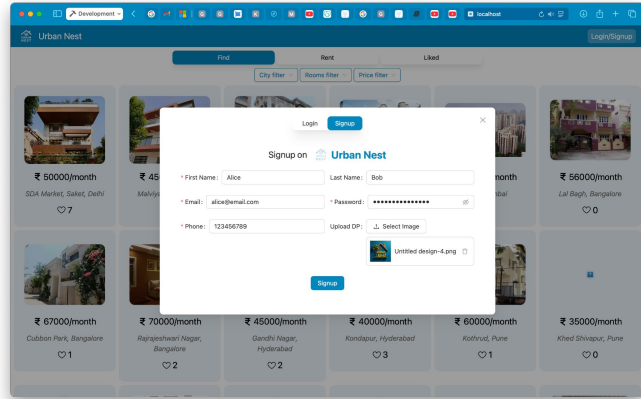 Development
localhost
Urban Nest
Login/Signup
Find Rent Liked
City filter Rooms filter Price filter
Login Signup
Signup on Urban Nest
* First Name: Alice Last Name: Bob
* Email: alice@email.com * Password:
* Phone: 123456789 Upload DP: Select Image
Untitled design-4.png
Signup
₹ 50000/month
SDA Market, Saket, Delhi
7
₹ 45
Malviya
onth
bai
₹ 56000/month
Lal Bagh, Bangalore
0
₹ 67000/month
Cubbon Park, Bangalore
1
₹ 70000/month
Rajrajeshwari Nagar,
Bangalore
2
₹ 45000/month
Gandhi Nagar,
Hyderabad
2
₹ 40000/month
Kondapur, Hyderabad
3
₹ 60000/month
Kothrud, Pune
1
₹ 35000/month
Khed Shivapur, Pune
0